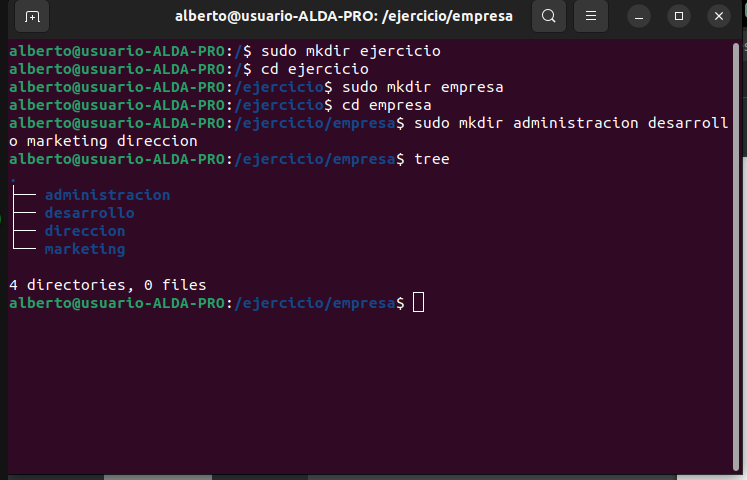 alberto@usuario-ALDA-PRO: /ejercicio/empresa
alberto@usuario-ALDA-PRO:/$ sudo mkdir ejercicio
alberto@usuario-ALDA-PRO:/$ cd ejercicio
alberto@usuario-ALDA-PRO:/ejercicio$ sudo mkdir empresa
alberto@usuario-ALDA-PRO:/ejercicio$ cd empresa
alberto@usuario-ALDA-PRO:/ejercicio/empresa$ sudo mkdir administracion desarroll
o marketing direccion
alberto@usuario-ALDA-PRO:/ejercicio/empresa$ tree
.
├── administracion
├── desarrollo
├── direccion
└── marketing
4 directories, 0 files
alberto@usuario-ALDA-PRO:/ejercicio/empresa$